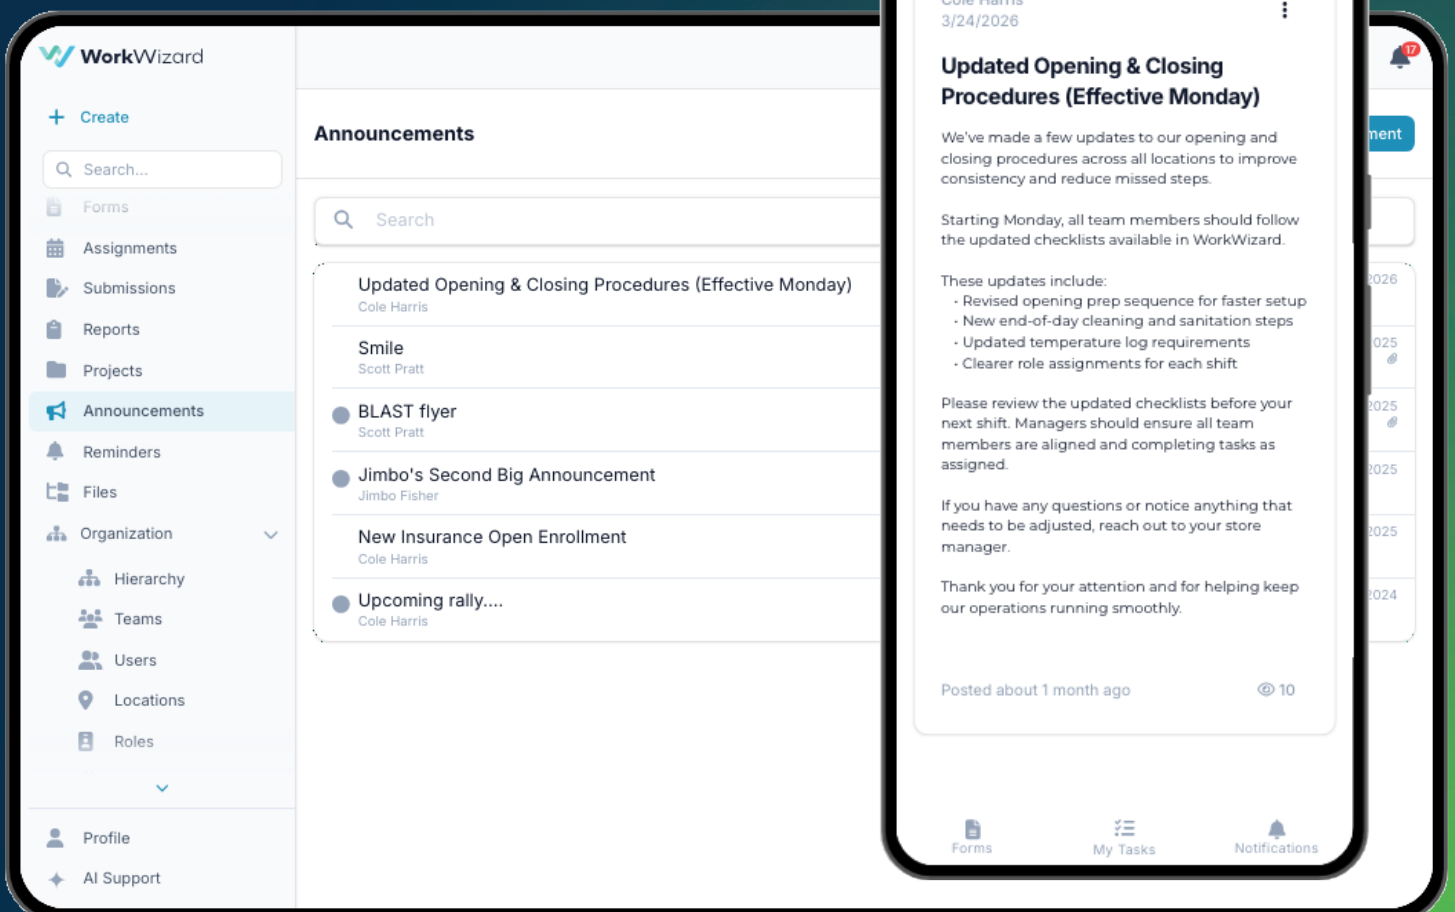 WorkWizard
Create
Search...
Forms
Assignments
Submissions
Reports
Projects
Announcements
Reminders
Files
Organization
Hierarchy
Teams
Users
Locations
Roles
Profile
AI Support
17
Announcements
ment
Search
Updated Opening & Closing Procedures (Effective Monday)
Cole Harris
2026
Smile
Scott Pratt
2025
BLAST flyer
Scott Pratt
2025
Jimbo's Second Big Announcement
Jimbo Fisher
2025
New Insurance Open Enrollment
Cole Harris
2025
Upcoming rally....
Cole Harris
2024
Cole Harris
3/24/2026
Updated Opening & Closing
Procedures (Effective Monday)
We've made a few updates to our opening and
closing procedures across all locations to improve
consistency and reduce missed steps.
Starting Monday, all team members should follow
the updated checklists available in WorkWizard.
These updates include:
• Revised opening prep sequence for faster setup
• New end-of-day cleaning and sanitation steps
• Updated temperature log requirements
• Clearer role assignments for each shift
Please review the updated checklists before your
next shift. Managers should ensure all team
members are aligned and completing tasks as
assigned.
If you have any questions or notice anything that
needs to be adjusted, reach out to your store
manager.
Thank you for your attention and for helping keep
our operations running smoothly.
Posted about 1 month ago
10
Forms
My Tasks
Notifications